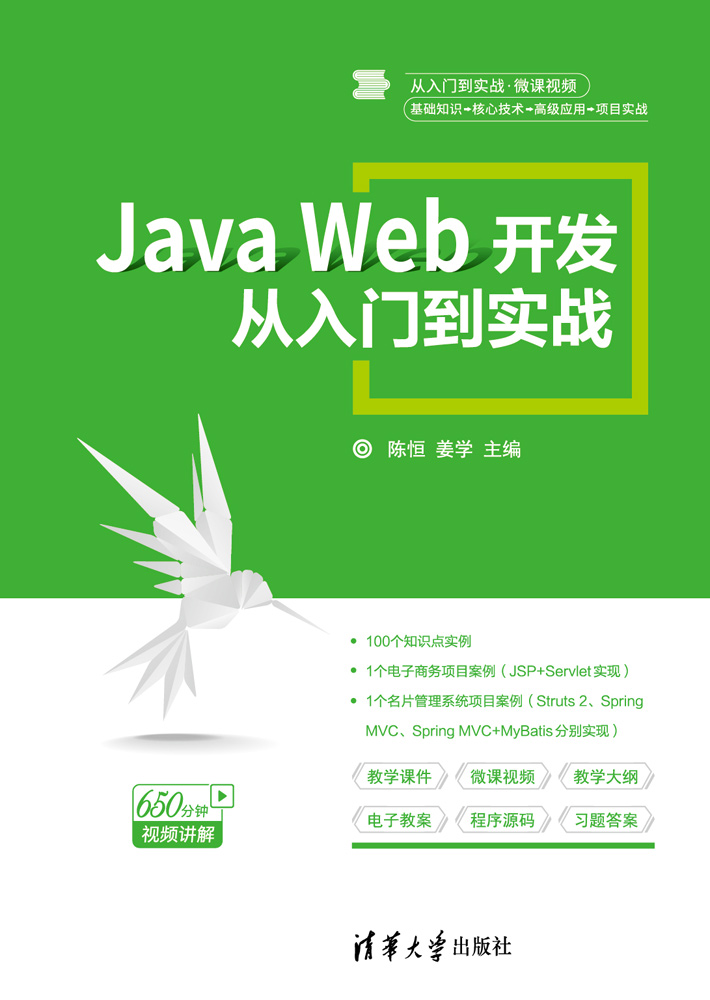 从入门到实战·微课视频
基础知识→核心技术→高级应用→项目实战
Java Web 开发
从入门到实战
陈恒 姜学 主编
• 100个知识点实例
• 1个电子商务项目案例（JSP+Servlet实现）
• 1个名片管理系统项目案例（Struts 2、Spring
MVC、Spring MVC+MyBatis分别实现）
教学课件 微课视频 教学大纲
电子教案 程序源码 习题答案
650分钟
视频讲解
清华大学出版社